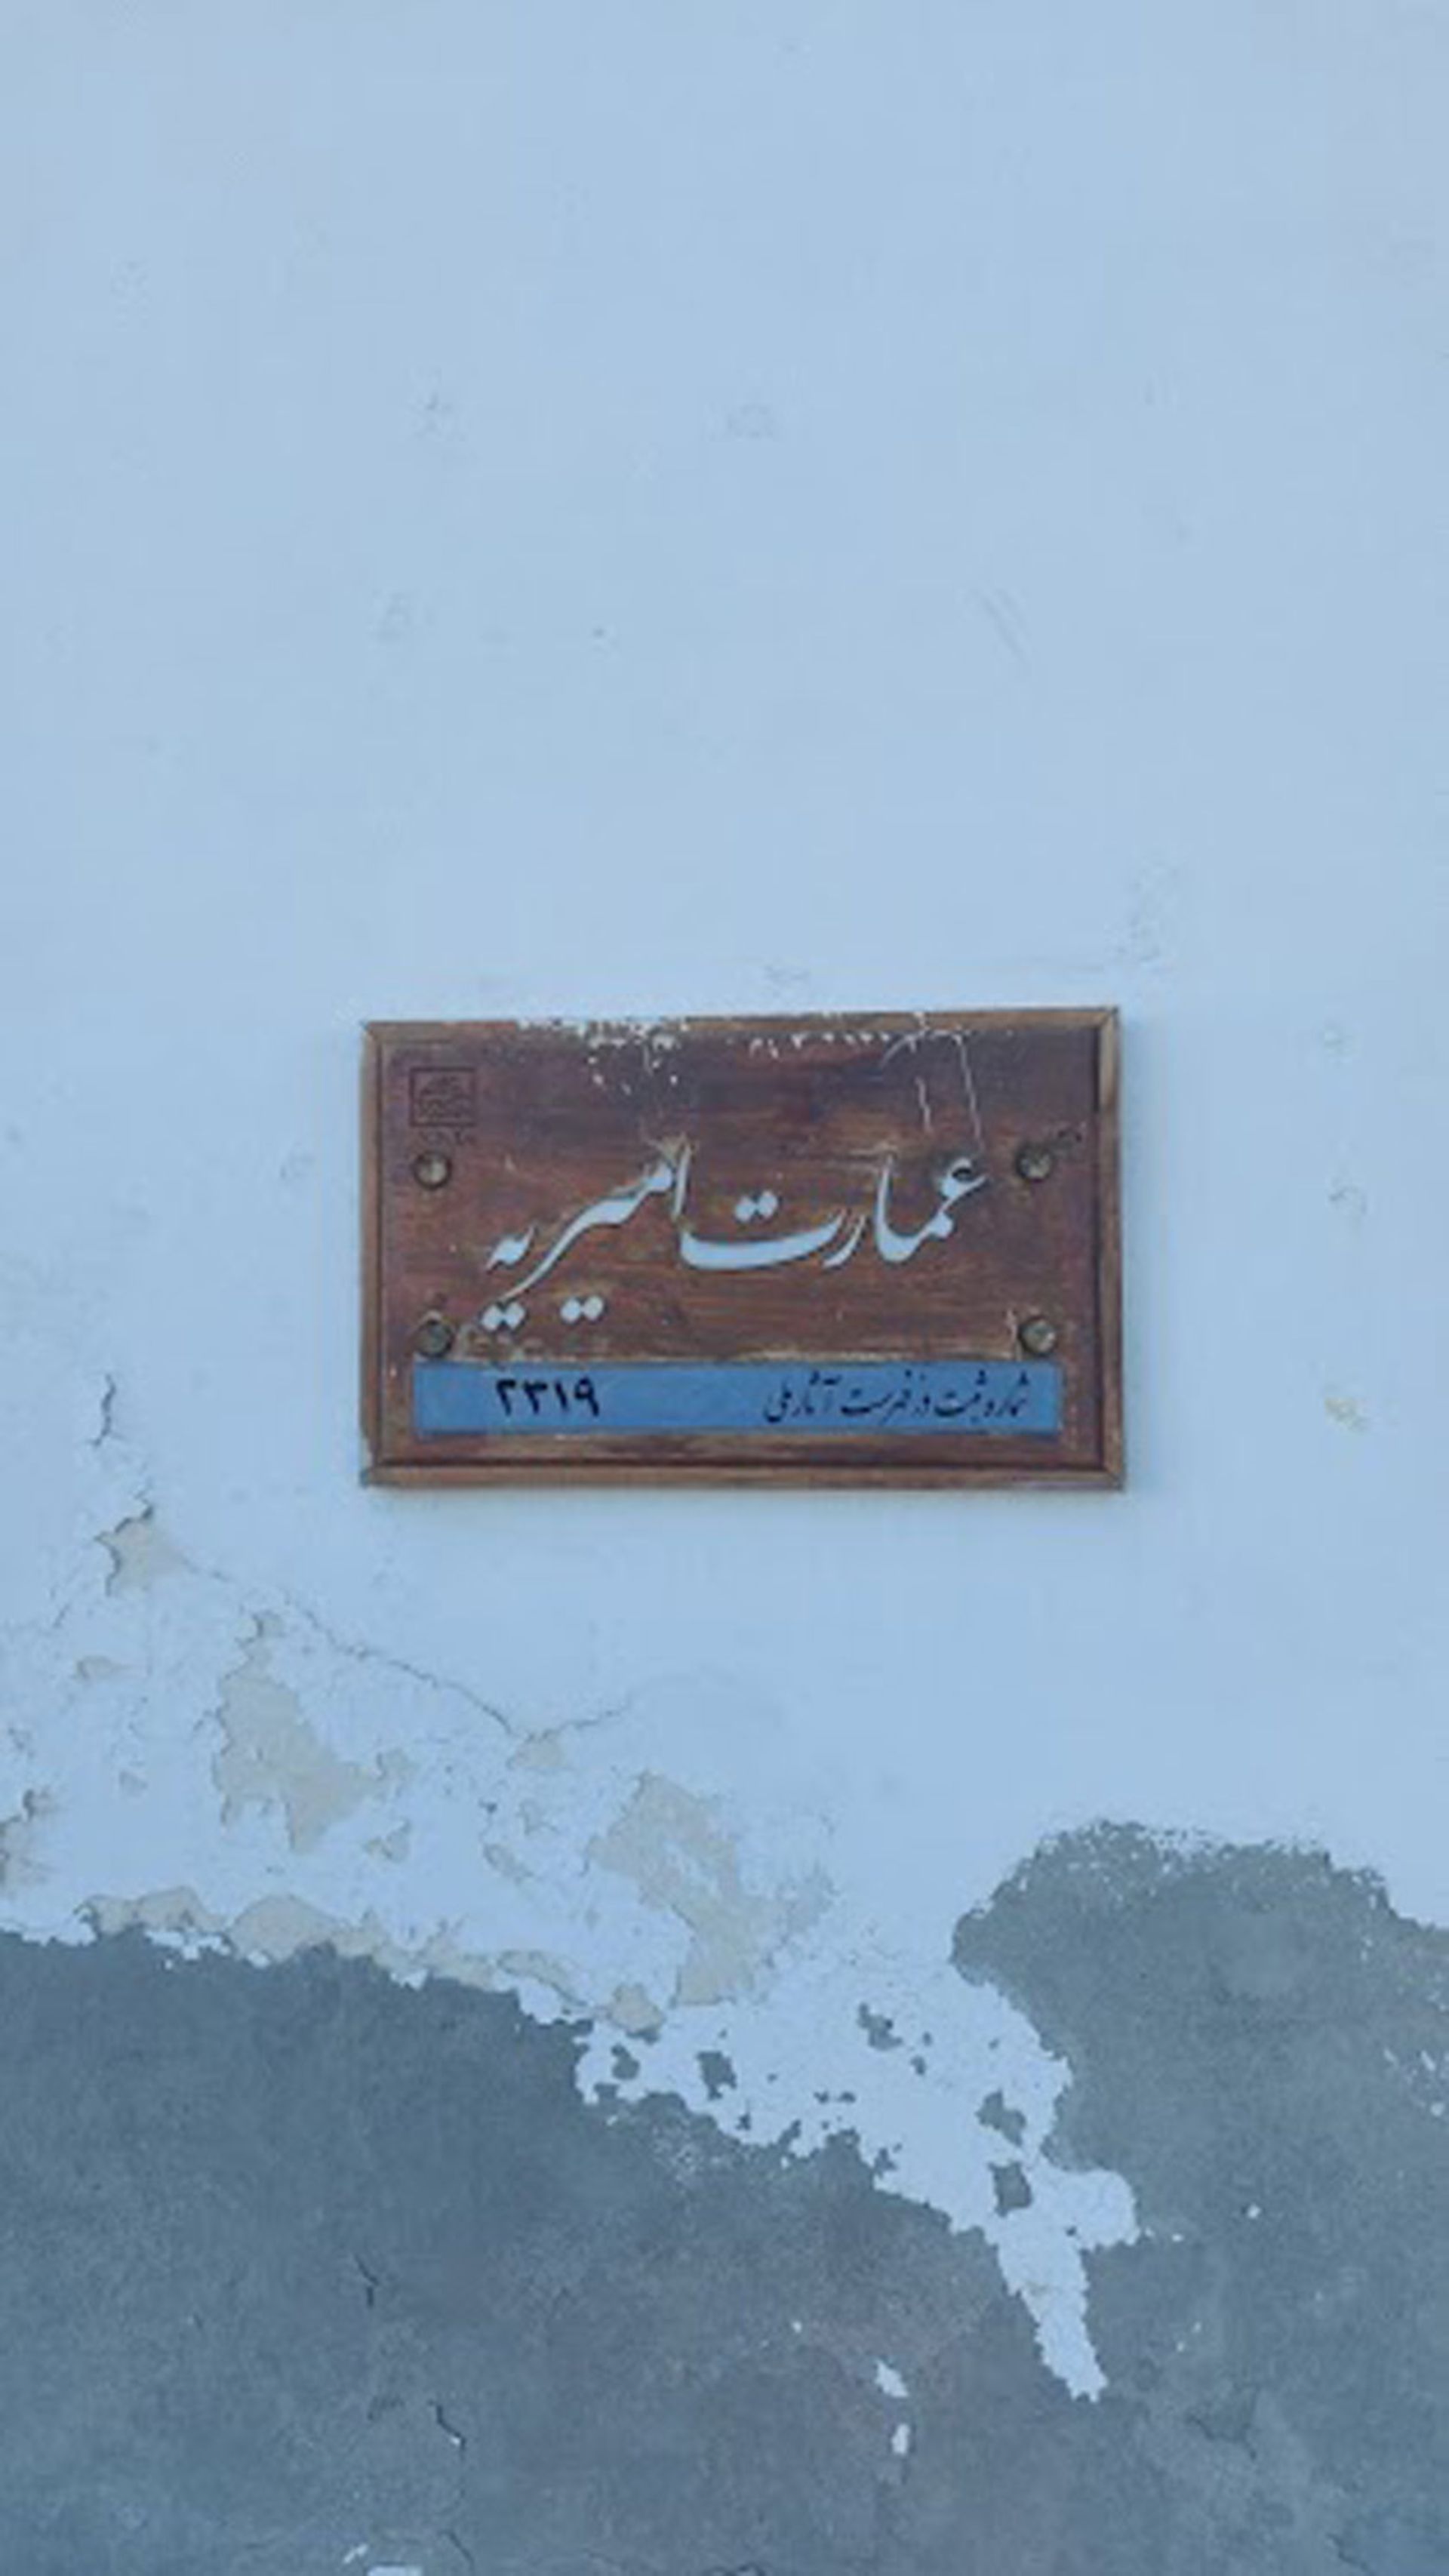 عمارت امیریه
شماره ثبت در فهرست آثار ملی ۲۳۱۹